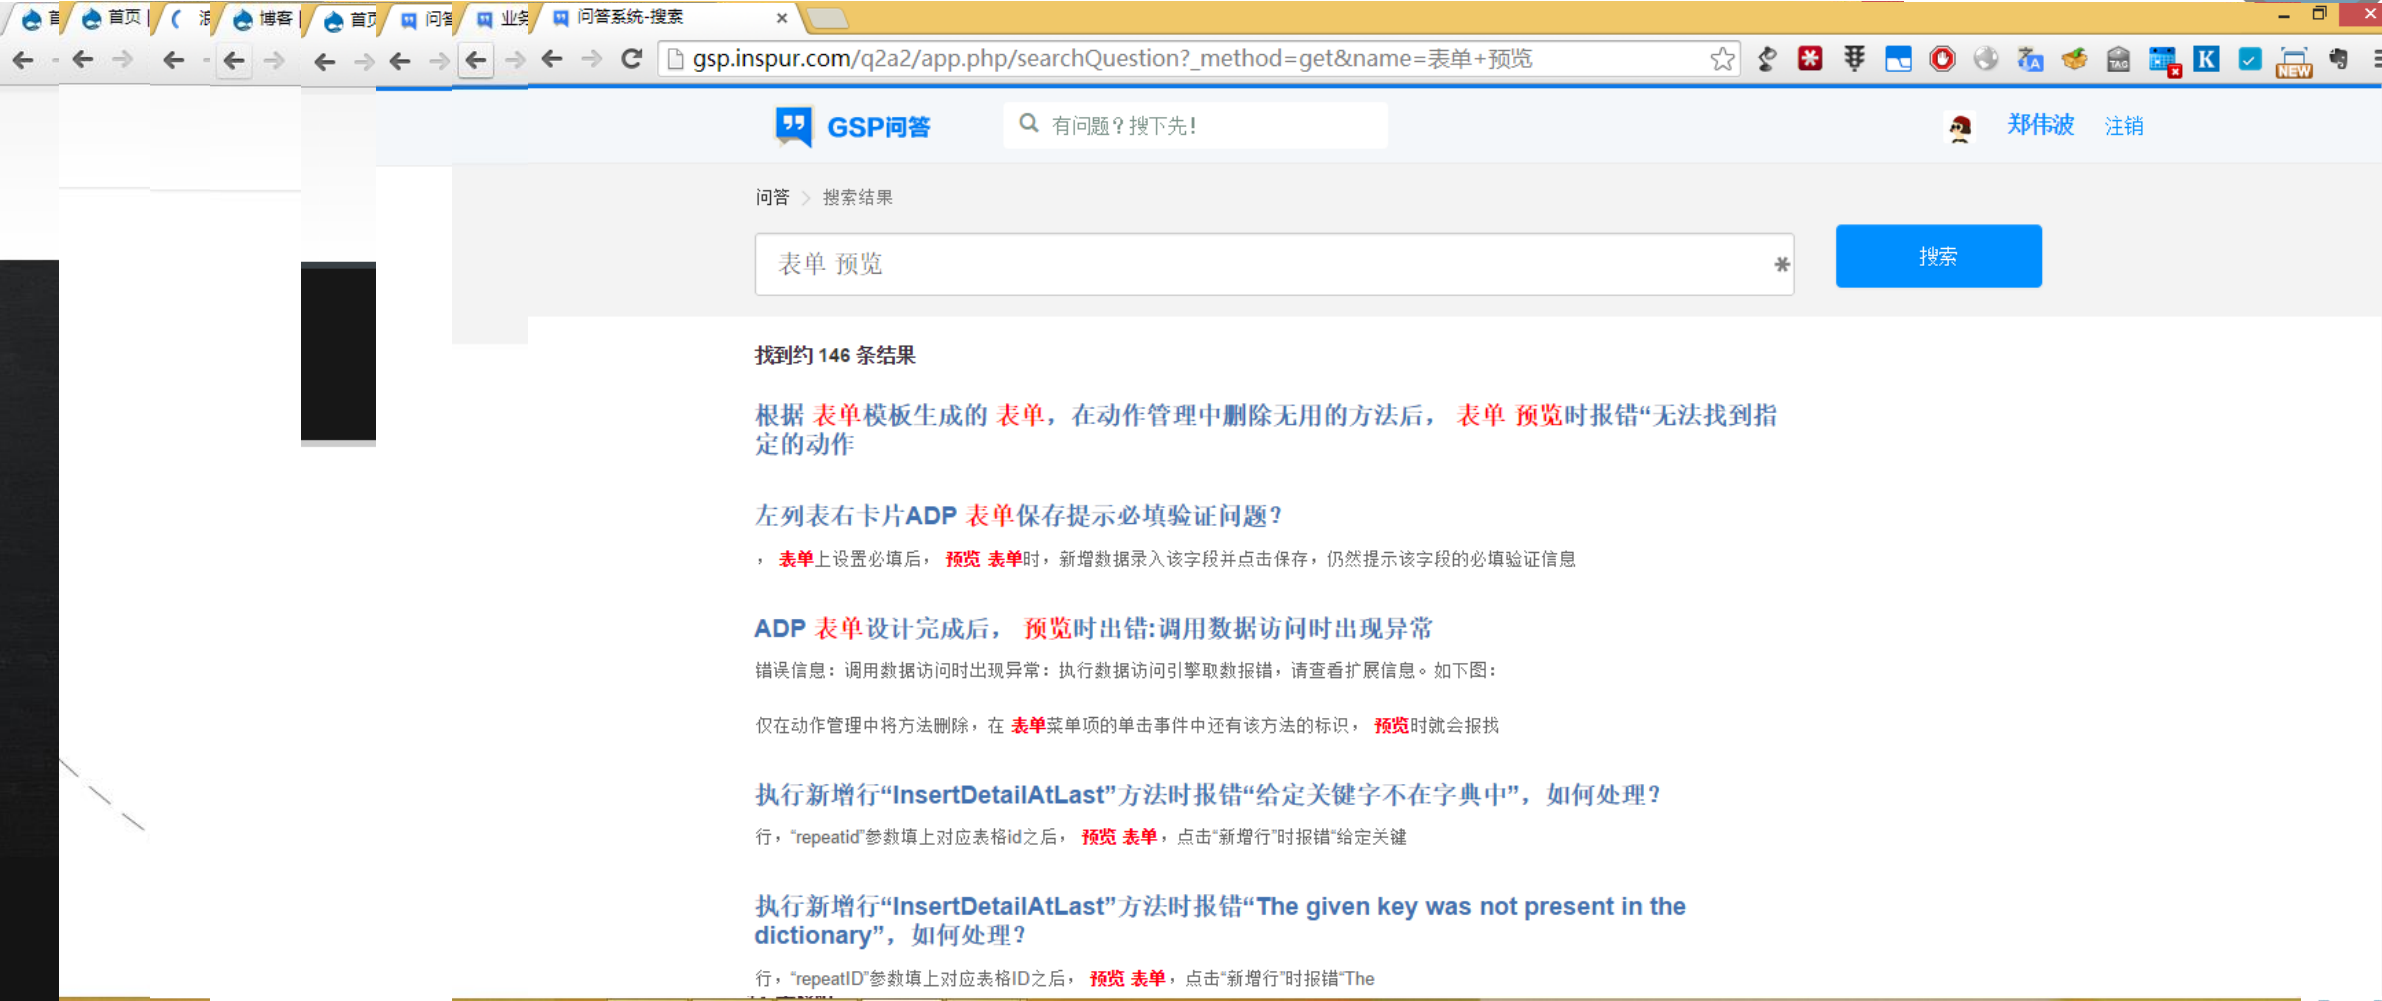 首页
博客
首页
问答
业务
问答系统-搜索
gsp.inspur.com/q2a2/app.php/searchQuestion?_method=get&name=表单+预览
TAG
K
NEW
GSP问答
有问题？搜下先！
郑伟波
注销
问答 > 搜索结果
表单 预览
搜索
找到约 146 条结果
根据 表单模板生成的 表单，在动作管理中删除无用的方法后， 表单 预览时报错“无法找到指
定的动作
左列表右卡片ADP 表单保存提示必填验证问题？
， 表单上设置必填后， 预览 表单时，新增数据录入该字段并点击保存，仍然提示该字段的必填验证信息
ADP 表单设计完成后， 预览时出错:调用数据访问时出现异常
错误信息：调用数据访问时出现异常：执行数据访问引擎取数报错，请查看扩展信息。如下图：
仅在动作管理中将方法删除，在 表单菜单项的单击事件中还有该方法的标识， 预览时就会报找
执行新增行“InsertDetailAtLast”方法时报错“给定关键字不在字典中”，如何处理？
行，“repeatid”参数填上对应表格id之后， 预览 表单，点击“新增行”时报错“给定关键
执行新增行“InsertDetailAtLast”方法时报错“The given key was not present in the
dictionary”，如何处理？
行，“repeatID”参数填上对应表格ID之后， 预览 表单，点击“新增行”时报错“The